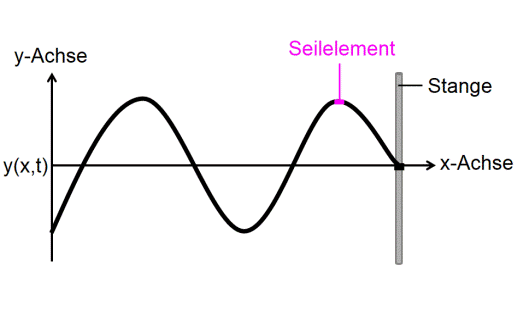 Seilelement
y-Achse
Stange
y(x,t)
x-Achse